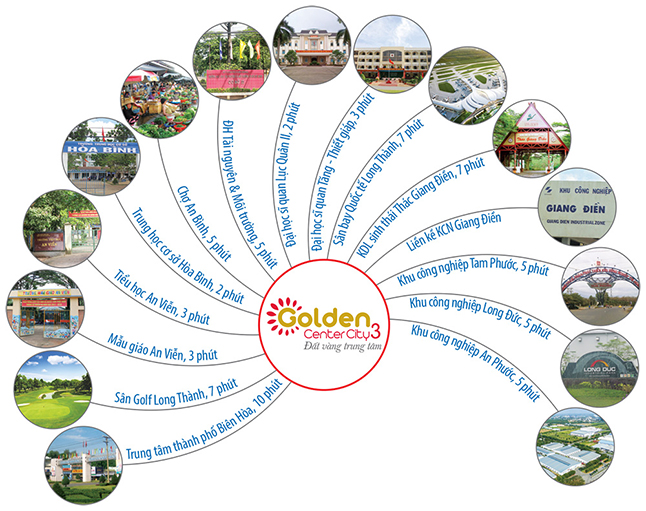 Trung tâm thành phố Biên Hòa, 10 phút
Sân Golf Long Thành, 7 phút
Mẫu giáo An Viễn, 3 phút
Tiểu học An Viễn, 3 phút
Trung học cơ sở Hòa Bình, 2 phút
Chợ An Bình, 5 phút
ĐH Tài nguyên & Môi trường, 5 phút
Đại học sĩ quan Lục Quân II, 2 phút
Đại học sĩ quan Tăng - Thiết giáp, 3 phút
Sân bay Quốc tế Long Thành, 7 phút
KDL sinh thái Thác Giang Điền, 7 phút
Liền kề KCN Giang Điền
Khu công nghiệp Tam Phước, 5 phút
Khu công nghiệp Long Đức, 5 phút
Khu công nghiệp An Phước, 5 phút
Golden
CenterCity3
Đất vàng trung tâm
HÒA BÌNH
KHU CÔNG NGHIỆP
GIANG ĐIỀN
GIANG DIEN INDUSTRIAL ZONE
LONG DUC